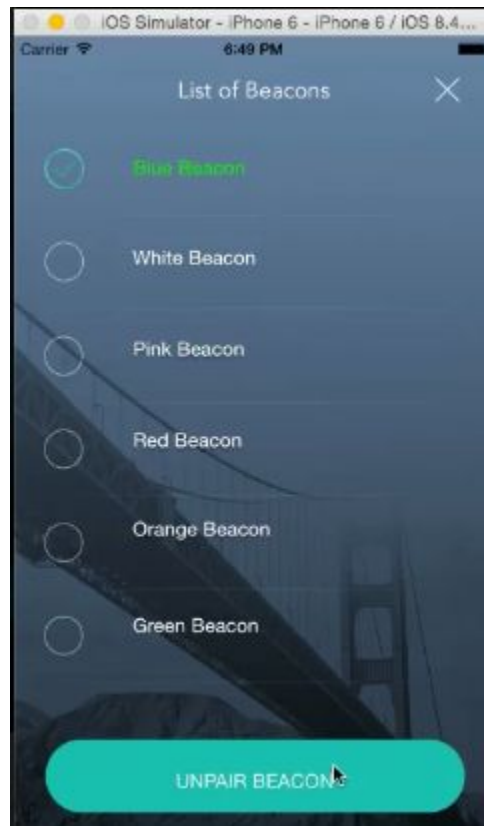 iOS Simulator - iPhone 6 - iPhone 6 / iOS 8.4...
Carrier 6:49 PM
List of Beacons
Blue Beacon
White Beacon
Pink Beacon
Red Beacon
Orange Beacon
Green Beacon
UNPAIR BEACON